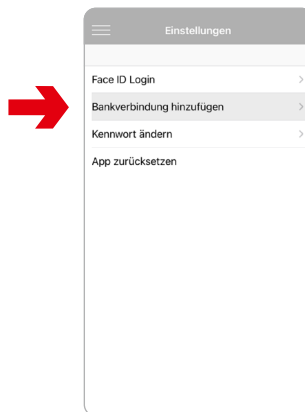 Einstellungen
Face ID Login
Bankverbindung hinzufügen
Kennwort ändern
App zurücksetzen